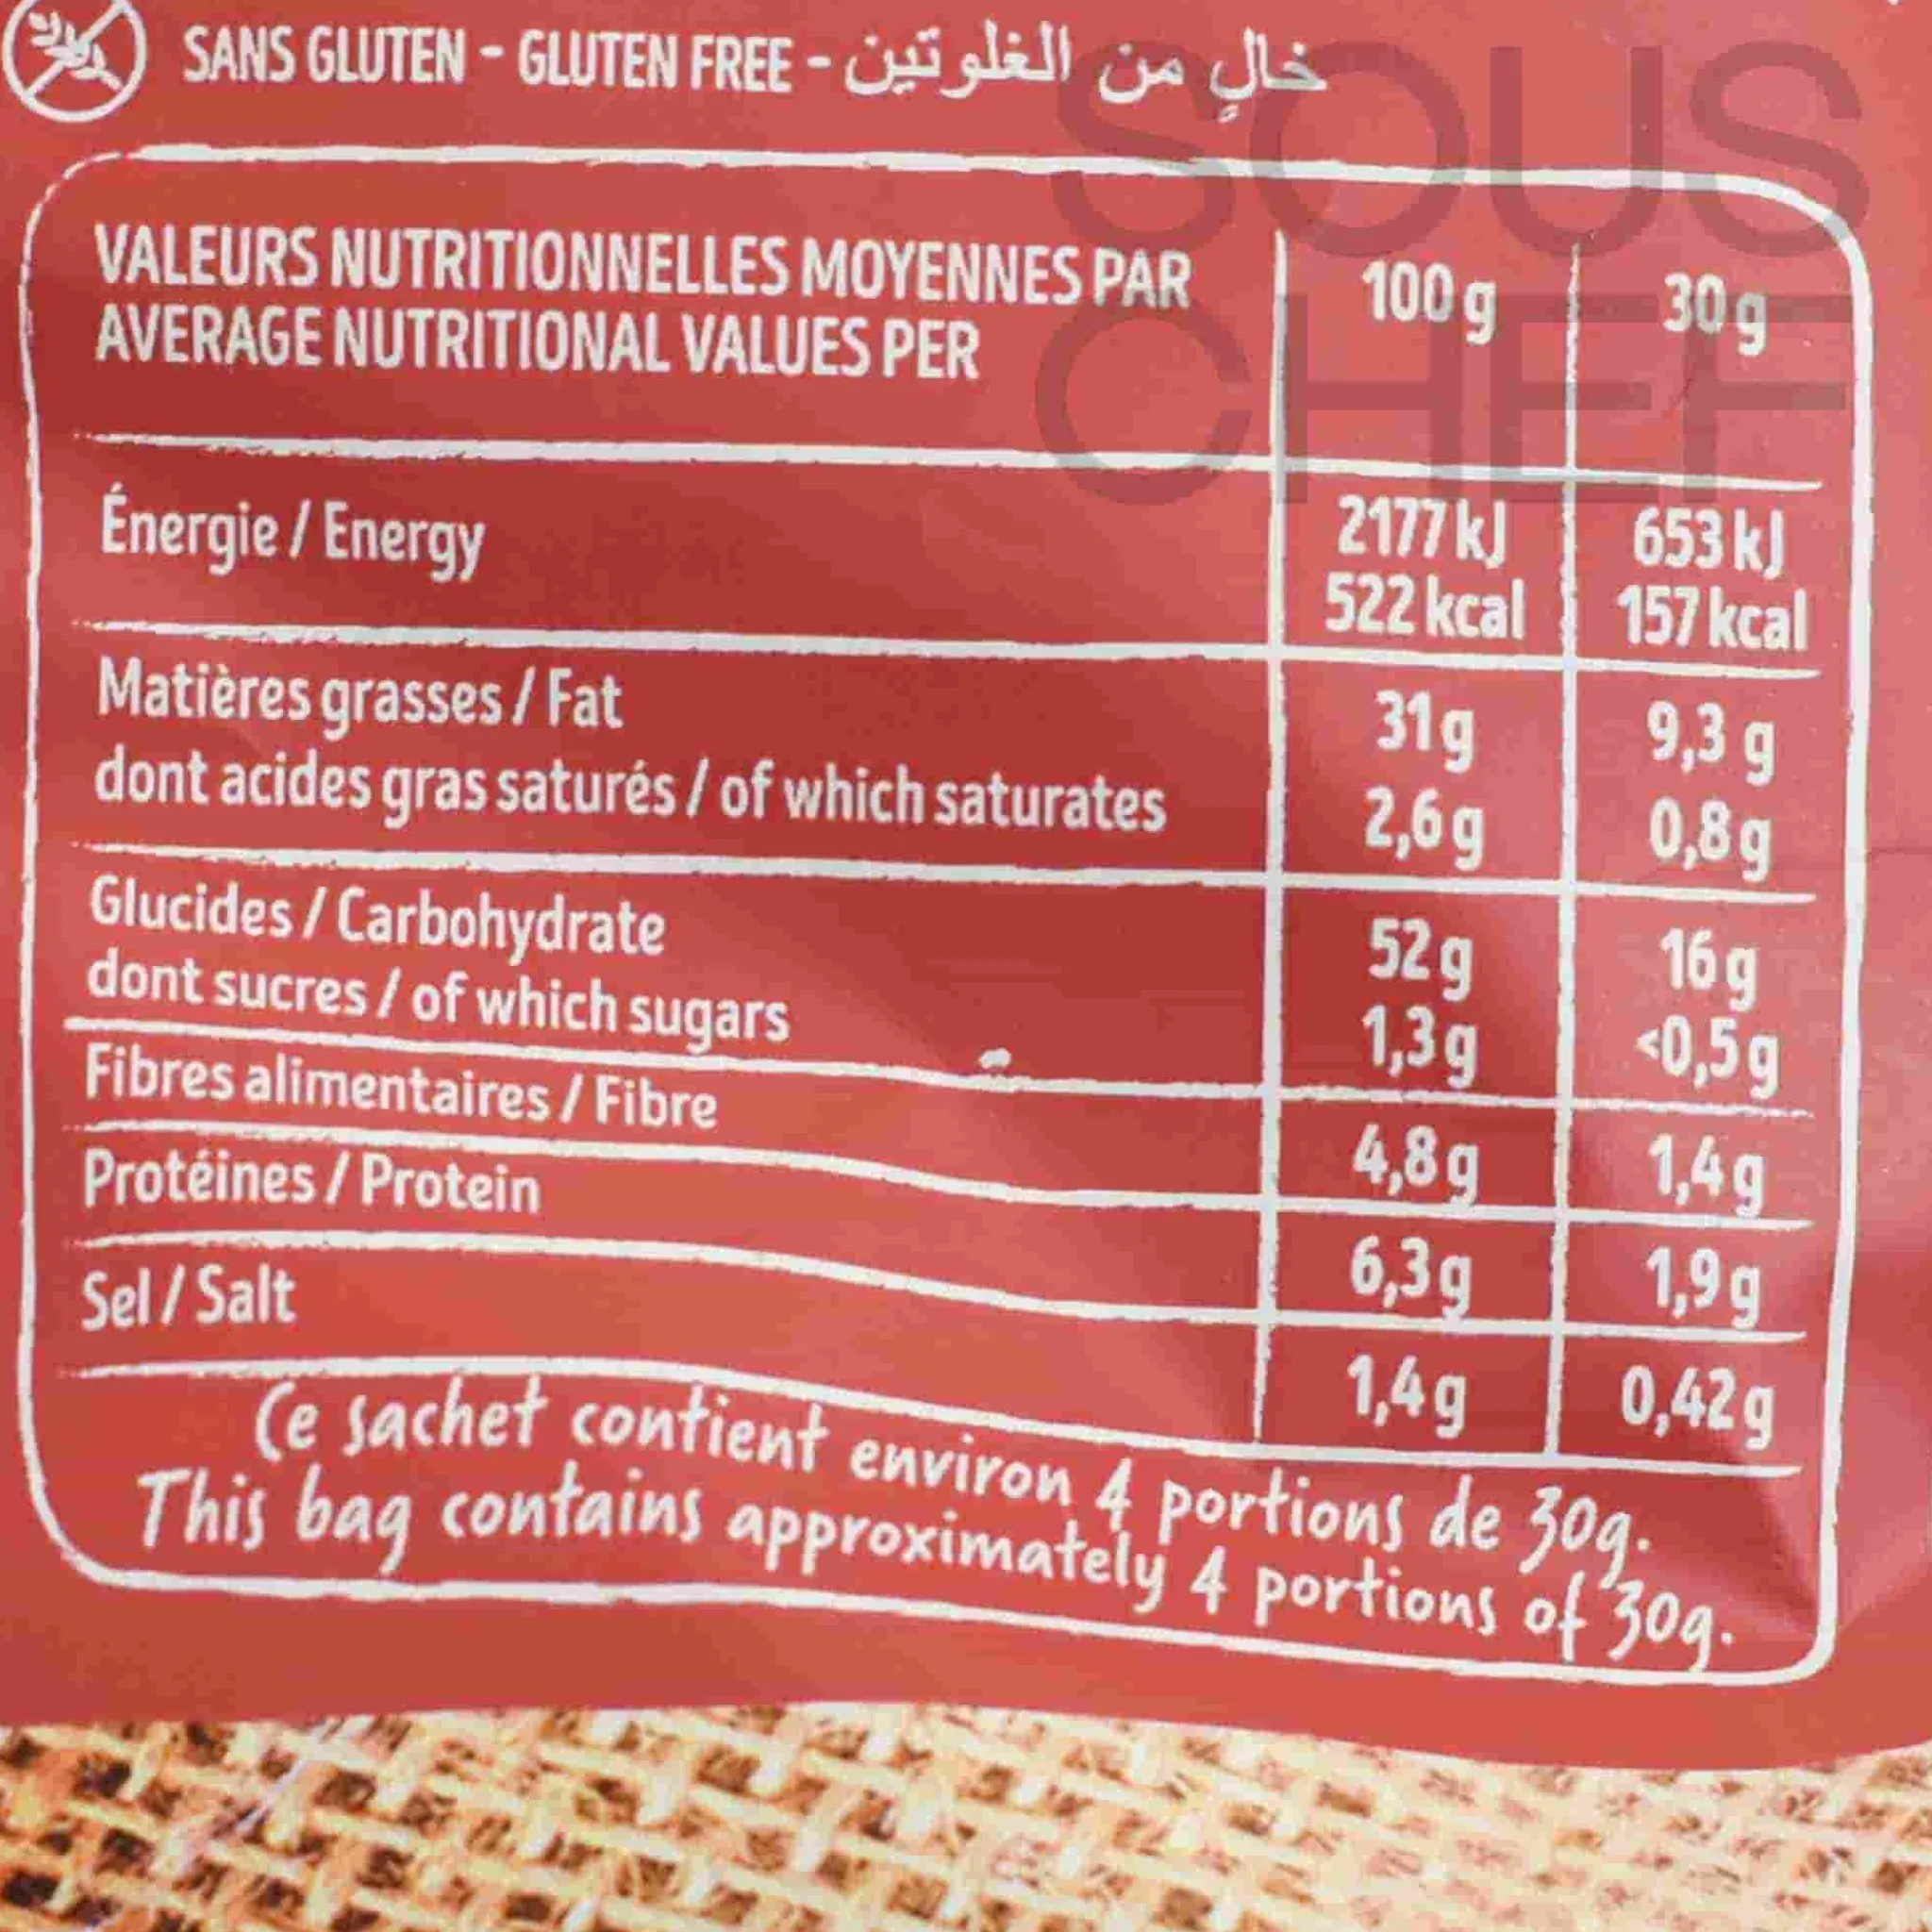 SANS GLUTEN - GLUTEN FREE - خالٍ من الغلوتين
SOUS
CHEF
VALEURS NUTRITIONNELLES MOYENNES PAR
AVERAGE NUTRITIONAL VALUES PER
100 g
30 g
Énergie / Energy
2177 kJ
522 kcal
653 kJ
157 kcal
Matières grasses / Fat
31 g
9,3 g
dont acides gras saturés / of which saturates
2,6 g
0,8 g
Glucides / Carbohydrate
52 g
16 g
dont sucres / of which sugars
1,3 g
<0,5 g
Fibres alimentaires / Fibre
4,8 g
1,4 g
Protéines / Protein
6,3 g
1,9 g
Sel / Salt
1,4 g
0,42 g
Ce sachet contient environ 4 portions de 30g.
This bag contains approximately 4 portions of 30g.